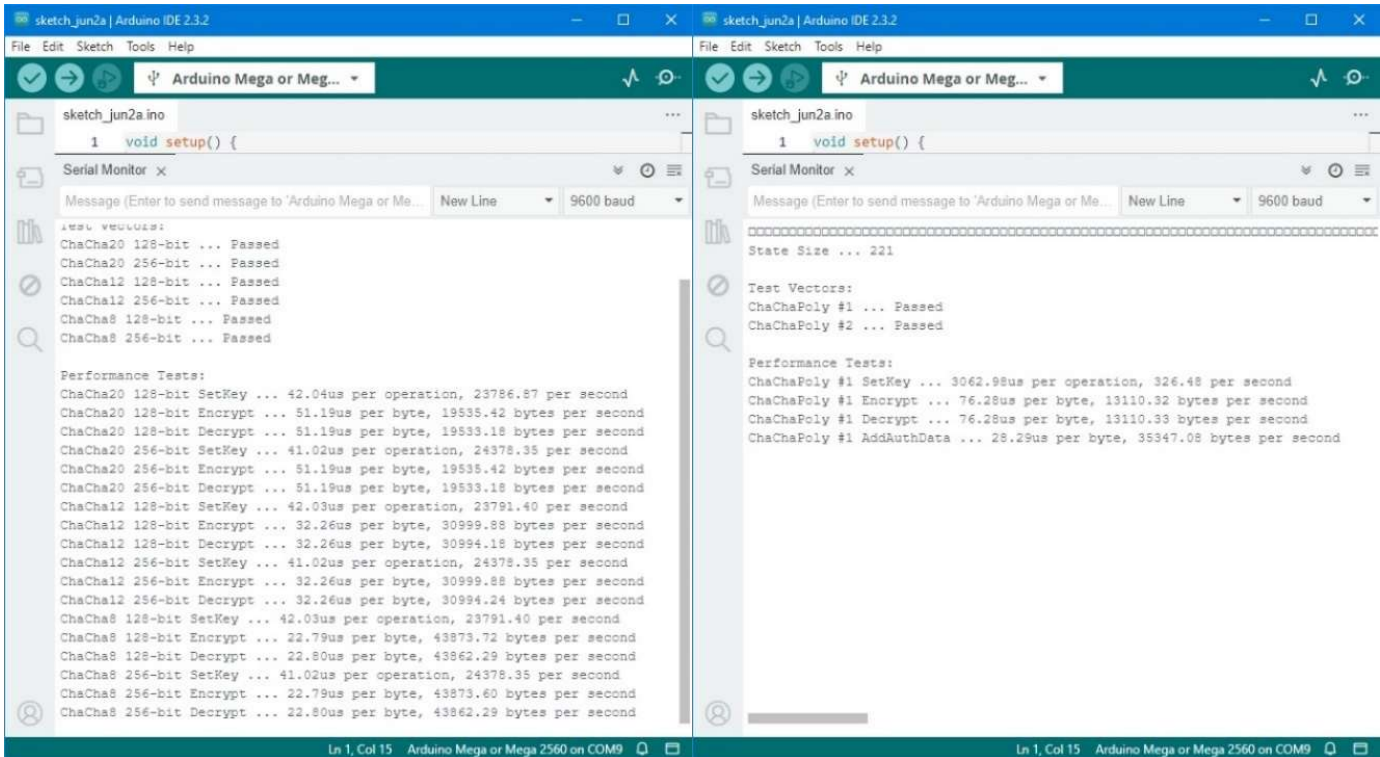 sketch_jun2a | Arduino IDE 2.3.2
File Edit Sketch Tools Help
Arduino Mega or Meg...
sketch_jun2a.ino
...
1 void setup() {
Serial Monitor x
Message (Enter to send message to 'Arduino Mega or Me... New Line 9600 baud
Test Vectors:
ChaCha20 128-bit ... Passed
ChaCha20 256-bit ... Passed
ChaCha12 128-bit ... Passed
ChaCha12 256-bit ... Passed
ChaCha8 128-bit ... Passed
ChaCha8 256-bit ... Passed
Performance Tests:
ChaCha20 128-bit SetKey ... 42.04us per operation, 23786.87 per second
ChaCha20 128-bit Encrypt ... 51.19us per byte, 19535.42 bytes per second
ChaCha20 128-bit Decrypt ... 51.19us per byte, 19533.18 bytes per second
ChaCha20 256-bit SetKey ... 41.02us per operation, 24378.35 per second
ChaCha20 256-bit Encrypt ... 51.19us per byte, 19535.42 bytes per second
ChaCha20 256-bit Decrypt ... 51.19us per byte, 19533.18 bytes per second
ChaCha12 128-bit SetKey ... 42.03us per operation, 23791.40 per second
ChaCha12 128-bit Encrypt ... 32.26us per byte, 30999.88 bytes per second
ChaCha12 128-bit Decrypt ... 32.26us per byte, 30994.18 bytes per second
ChaCha12 256-bit SetKey ... 41.02us per operation, 24378.35 per second
ChaCha12 256-bit Encrypt ... 32.26us per byte, 30999.88 bytes per second
ChaCha12 256-bit Decrypt ... 32.26us per byte, 30994.24 bytes per second
ChaCha8 128-bit SetKey ... 42.03us per operation, 23791.40 per second
ChaCha8 128-bit Encrypt ... 22.79us per byte, 43873.72 bytes per second
ChaCha8 128-bit Decrypt ... 22.80us per byte, 43862.29 bytes per second
ChaCha8 256-bit SetKey ... 41.02us per operation, 24378.35 per second
ChaCha8 256-bit Encrypt ... 22.79us per byte, 43873.60 bytes per second
ChaCha8 256-bit Decrypt ... 22.80us per byte, 43862.29 bytes per second
Ln 1, Col 15 Arduino Mega or Mega 2560 on COM9
sketch_jun2a | Arduino IDE 2.3.2
File Edit Sketch Tools Help
Arduino Mega or Meg...
sketch_jun2a.ino
...
1 void setup() {
Serial Monitor x
Message (Enter to send message to 'Arduino Mega or Me... New Line 9600 baud
State Size ... 221
Test Vectors:
ChaChaPoly #1 ... Passed
ChaChaPoly #2 ... Passed
Performance Tests:
ChaChaPoly #1 SetKey ... 3062.98us per operation, 326.48 per second
ChaChaPoly #1 Encrypt ... 76.28us per byte, 13110.32 bytes per second
ChaChaPoly #1 Decrypt ... 76.28us per byte, 13110.33 bytes per second
ChaChaPoly #1 AddAuthData ... 28.29us per byte, 35347.08 bytes per second
Ln 1, Col 15 Arduino Mega or Mega 2560 on COM9